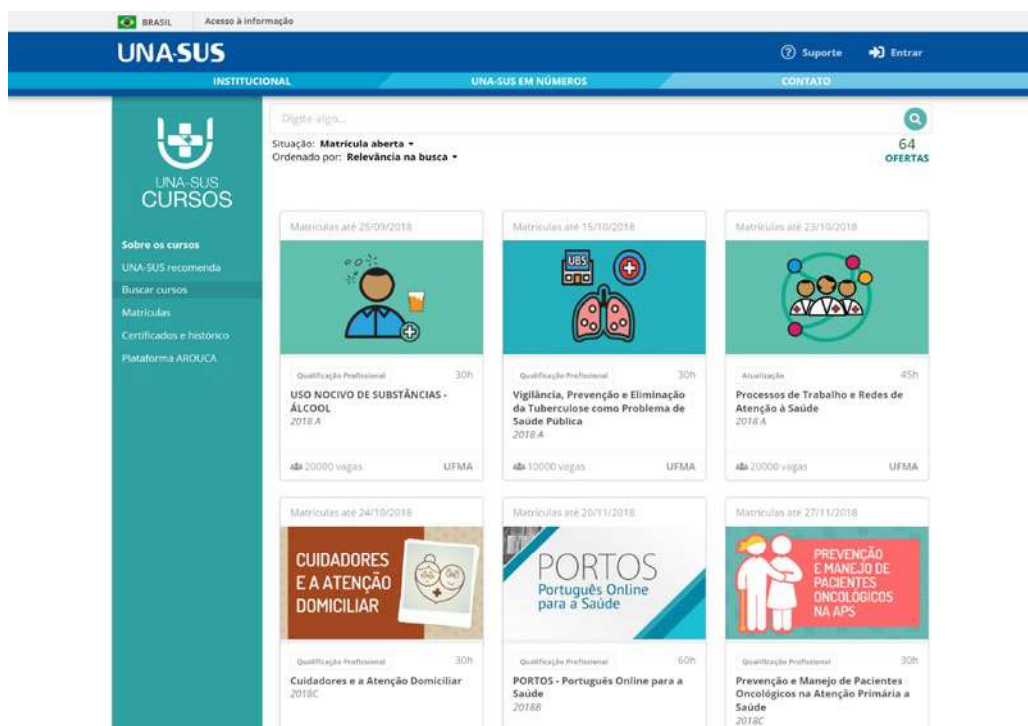 BRASIL
Acesso à informação
UNA-SUS
Suporte
Entrar
INSTITUCIONAL
UNA-SUS EM NÚMEROS
CONTATO
UNA-SUS
CURSOS
Sobre os cursos
UNA-SUS recomenda
Buscar cursos
Matrículas
Certificados e histórico
Plataforma AROUCA
Digite algo...
Situação: Matrícula aberta
Ordenado por: Relevância na busca
64
OFERTAS
Matrículas até 25/09/2018
Qualificação Profissional
30h
USO NOCIVO DE SUBSTÂNCIAS -
ÁLCOOL
2018.A
20000 vagas
UFMA
Matrículas até 15/10/2018
UBS
Qualificação Profissional
30h
Vigilância, Prevenção e Eliminação
da Tuberculose como Problema de
Saúde Pública
2018.A
10000 vagas
UFMA
Matrículas até 23/10/2018
Atualização
45h
Processos de Trabalho e Redes de
Atenção à Saúde
2018.A
20000 vagas
UFMA
Matrículas até 24/10/2018
CUIDADORES
E A ATENÇÃO
DOMICILIAR
Qualificação Profissional
30h
Cuidadores e a Atenção Domiciliar
2018C
Matrículas até 20/11/2018
PORTOS
Português Online
para a Saúde
Qualificação Profissional
60h
PORTOS - Português Online para a
Saúde
2018B
Matrículas até 27/11/2018
PREVENÇÃO
E MANEJO DE
PACIENTES
ONCOLÓGICOS
NA APS
Qualificação Profissional
30h
Prevenção e Manejo de Pacientes
Oncológicos na Atenção Primária a
Saúde
2018C